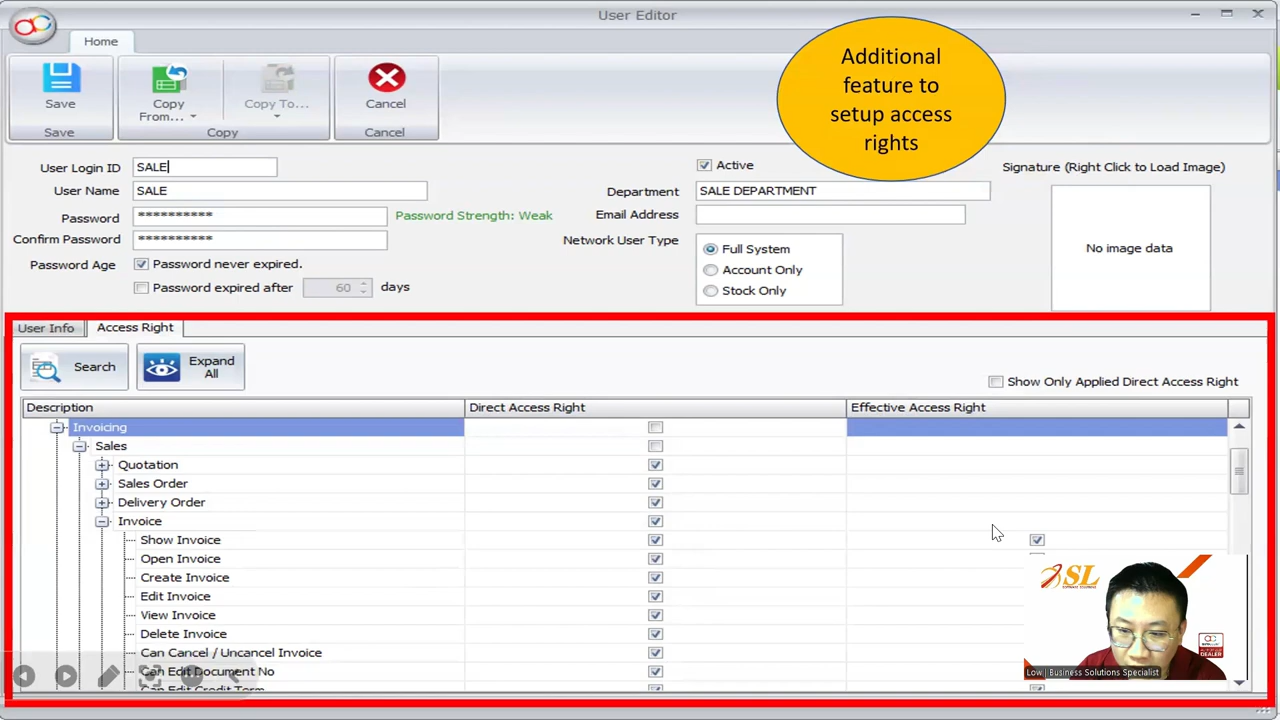 User Editor
Home
Save
Copy
From...
Copy To...
Cancel
Save
Copy
Cancel
Additional
feature to
setup access
rights
User Login ID SALE
User Name SALE
Password **********
Password Strength: Weak
Confirm Password **********
Password Age Password never expired.
Password expired after 60 days
Active
Department SALE DEPARTMENT
Email Address
Network User Type Full System
Account Only
Stock Only
Signature (Right Click to Load Image)
No image data
User Info Access Right
Search
Expand
All
Show Only Applied Direct Access Right
Description Direct Access Right Effective Access Right
Invoicing
Sales
Quotation
Sales Order
Delivery Order
Invoice
Show Invoice
Open Invoice
Create Invoice
Edit Invoice
View Invoice
Delete Invoice
Can Cancel / Uncancel Invoice
Can Edit Document No
Can Edit Credit Term
SL
DEALER
Low | Business Solutions Specialist